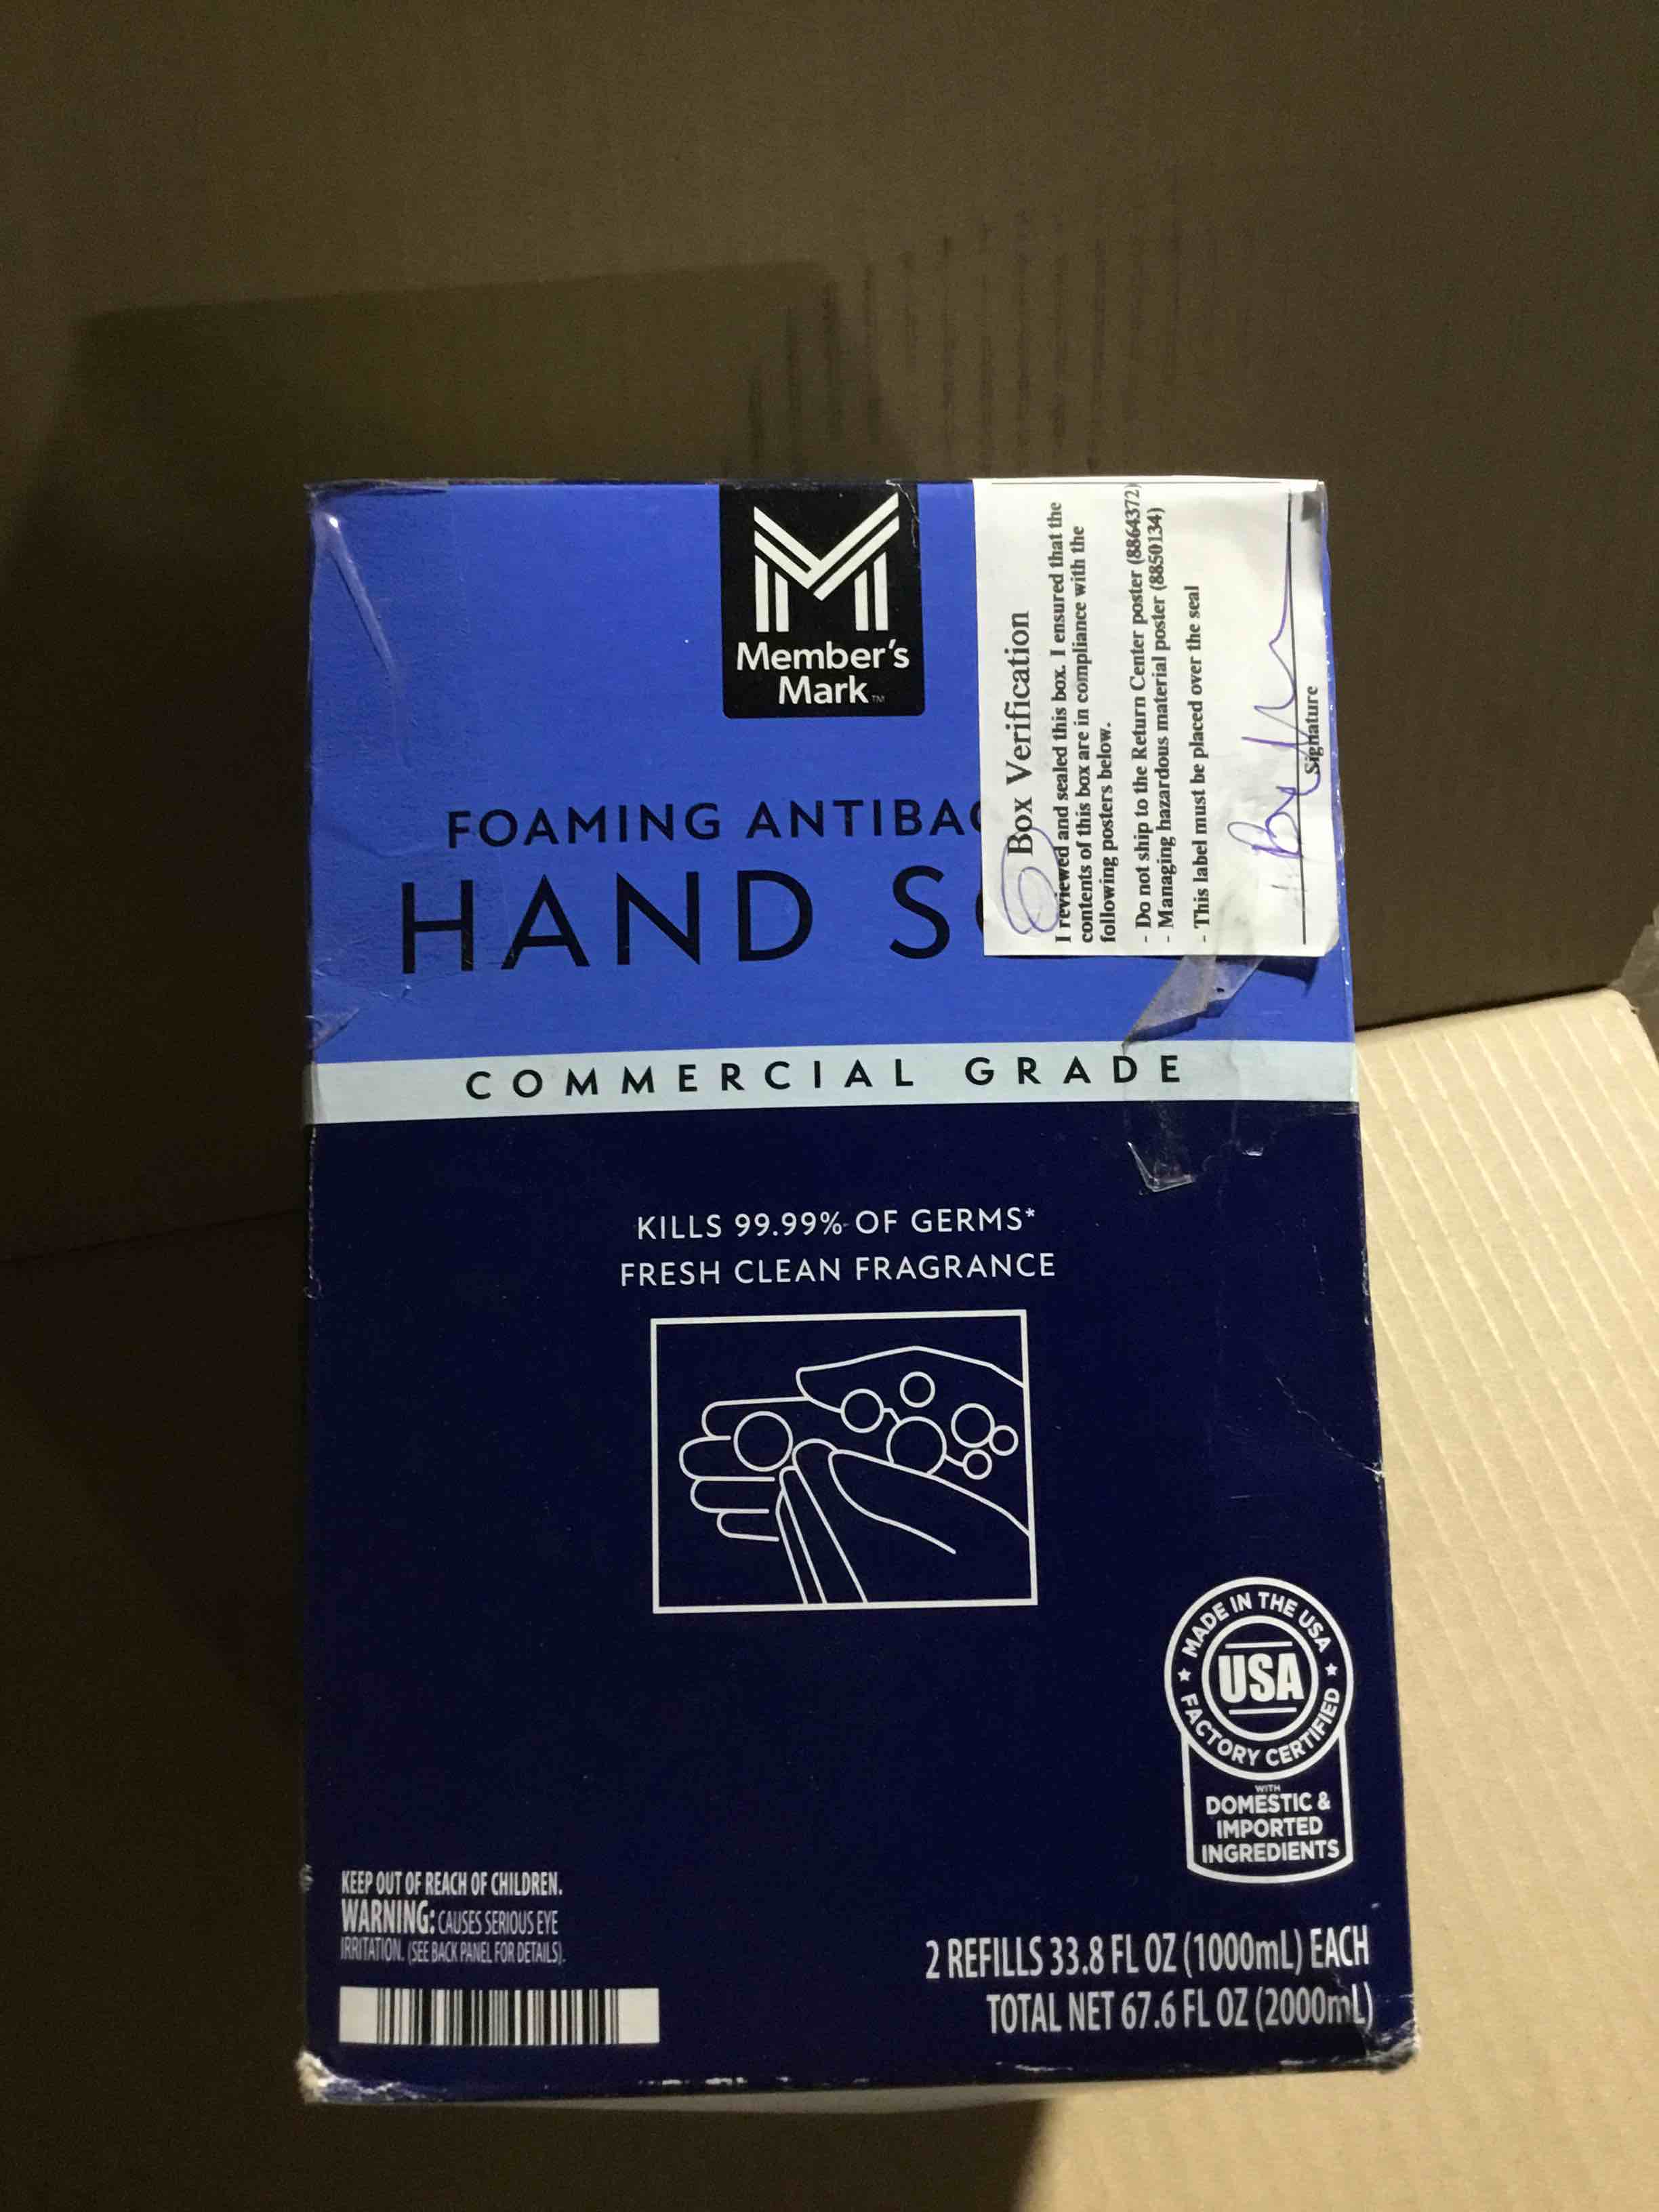 Member's
Mark™
FOAMING ANTIBAC
HAND S
COMMERCIAL GRADE
KILLS 99.99% OF GERMS*
FRESH CLEAN FRAGRANCE
MADE IN THE USA
USA
FACTORY CERTIFIED
WITH
DOMESTIC &
IMPORTED
INGREDIENTS
KEEP OUT OF REACH OF CHILDREN.
WARNING: CAUSES SERIOUS EYE
IRRITATION. (SEE BACK PANEL FOR DETAILS).
2 REFILLS 33.8 FL OZ (1000mL) EACH
TOTAL NET 67.6 FL OZ (2000mL)
Box Verification
I reviewed and sealed this box. I ensured that the
contents of this box are in compliance with the
following posters below.
- Do not ship to the Return Center poster (8864372)
- Managing hazardous material poster (8850134)
- This label must be placed over the seal
Signature